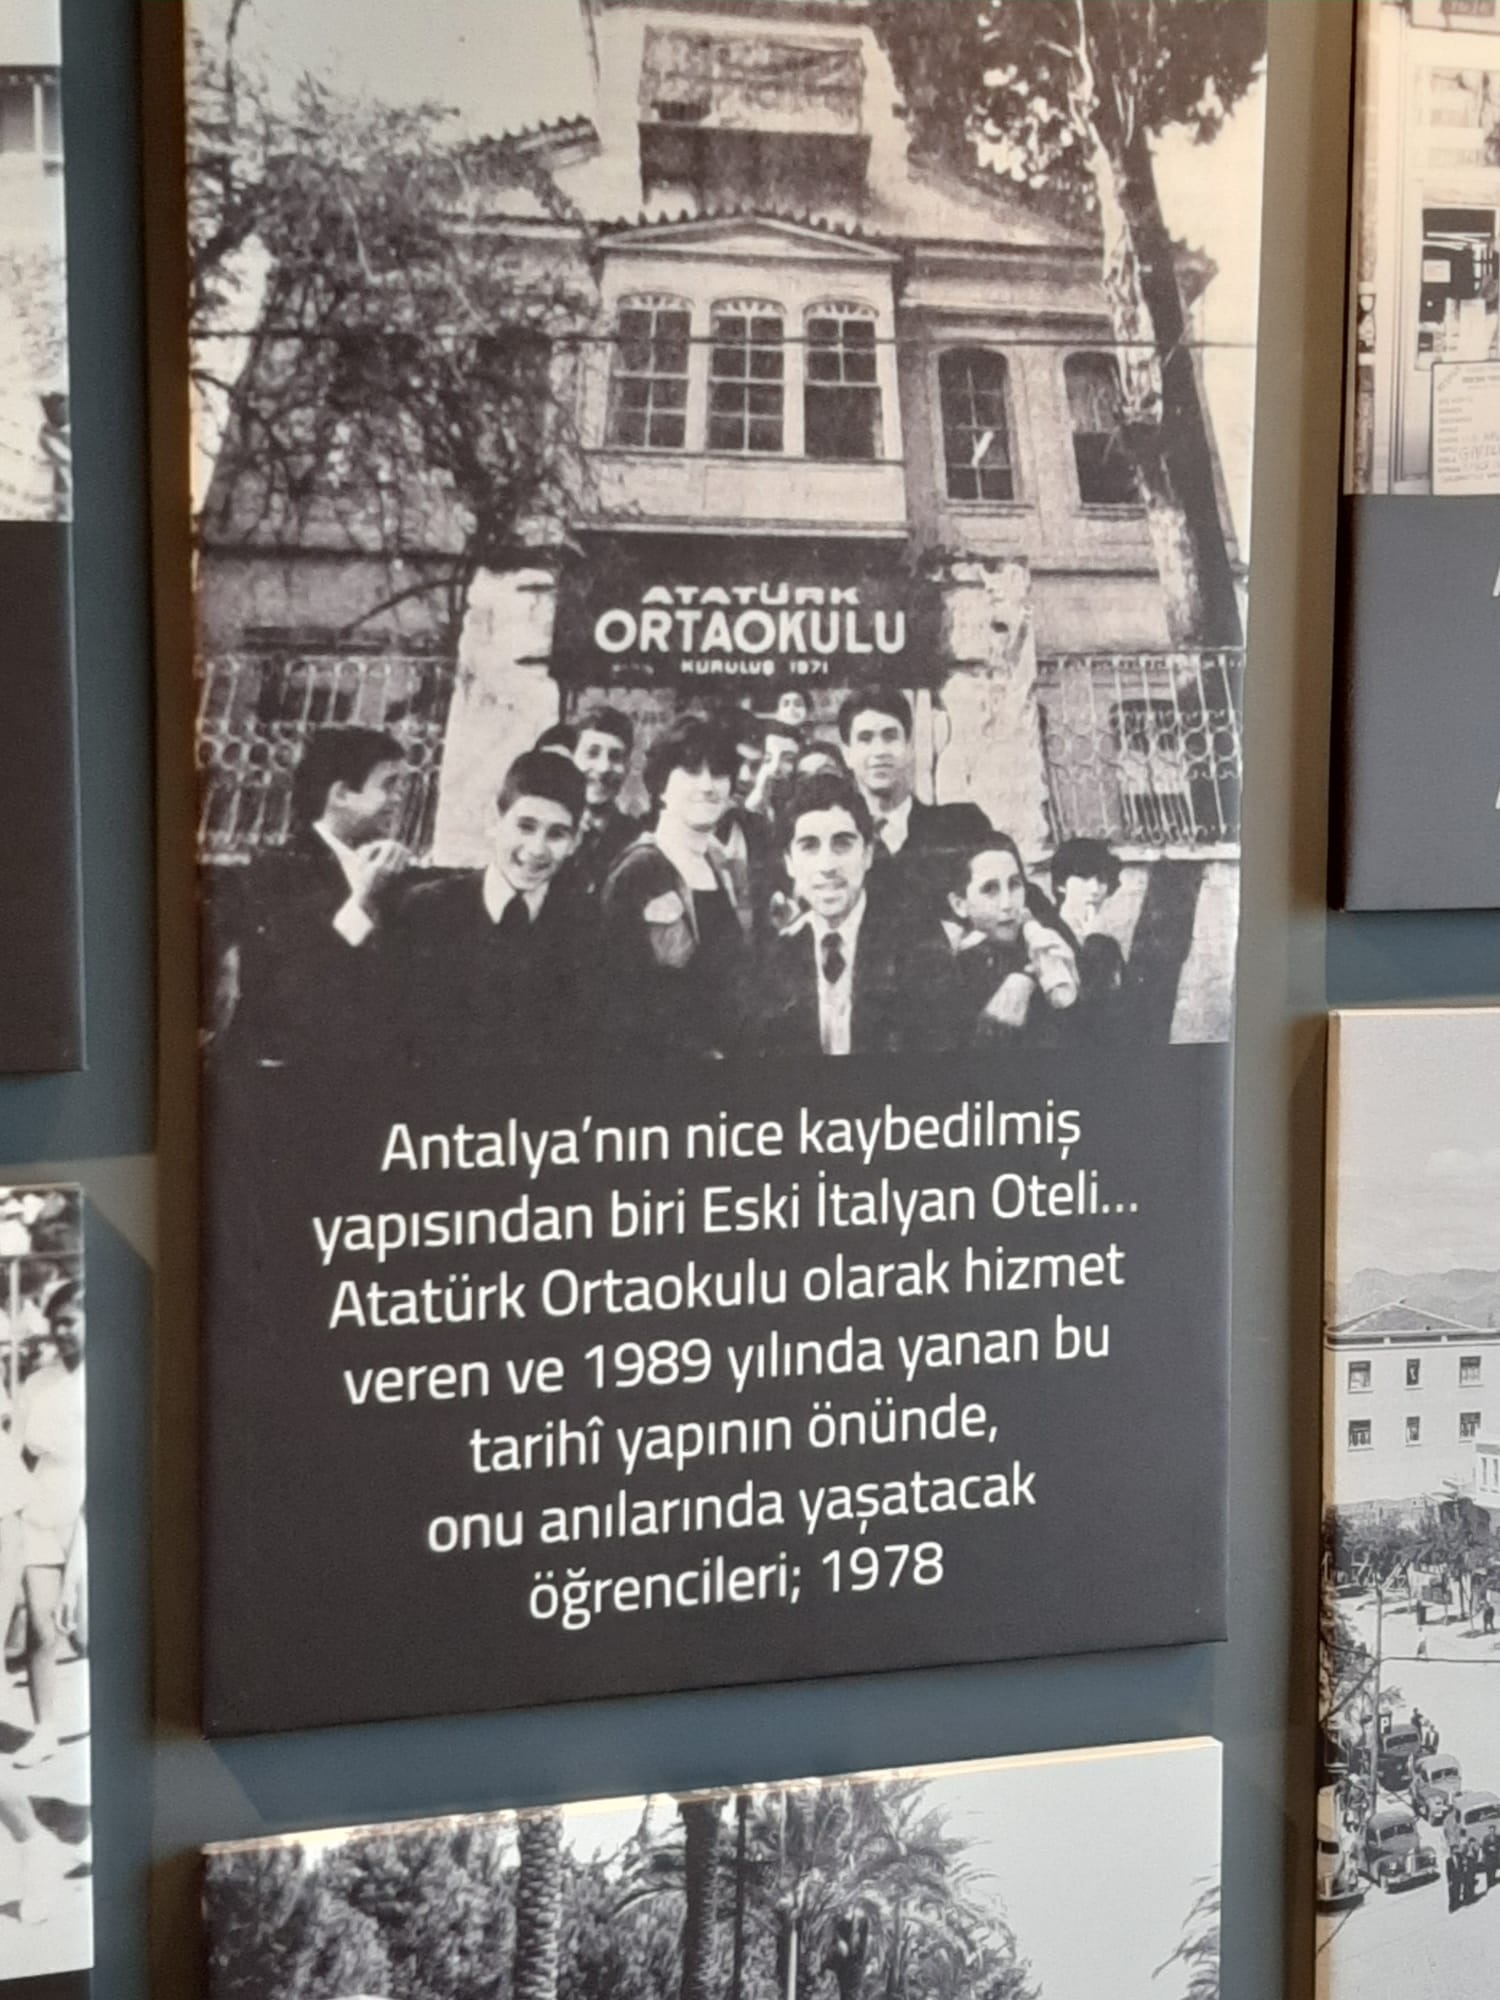 ATATÜRK
ORTAOKULU
KURULUŞ 1971
Antalya’nın nice kaybedilmiş
yapısından biri Eski İtalyan Oteli...
Atatürk Ortaokulu olarak hizmet
veren ve 1989 yılında yanan bu
tarihî yapının önünde,
onu anılarında yaşatacak
öğrencileri; 1978